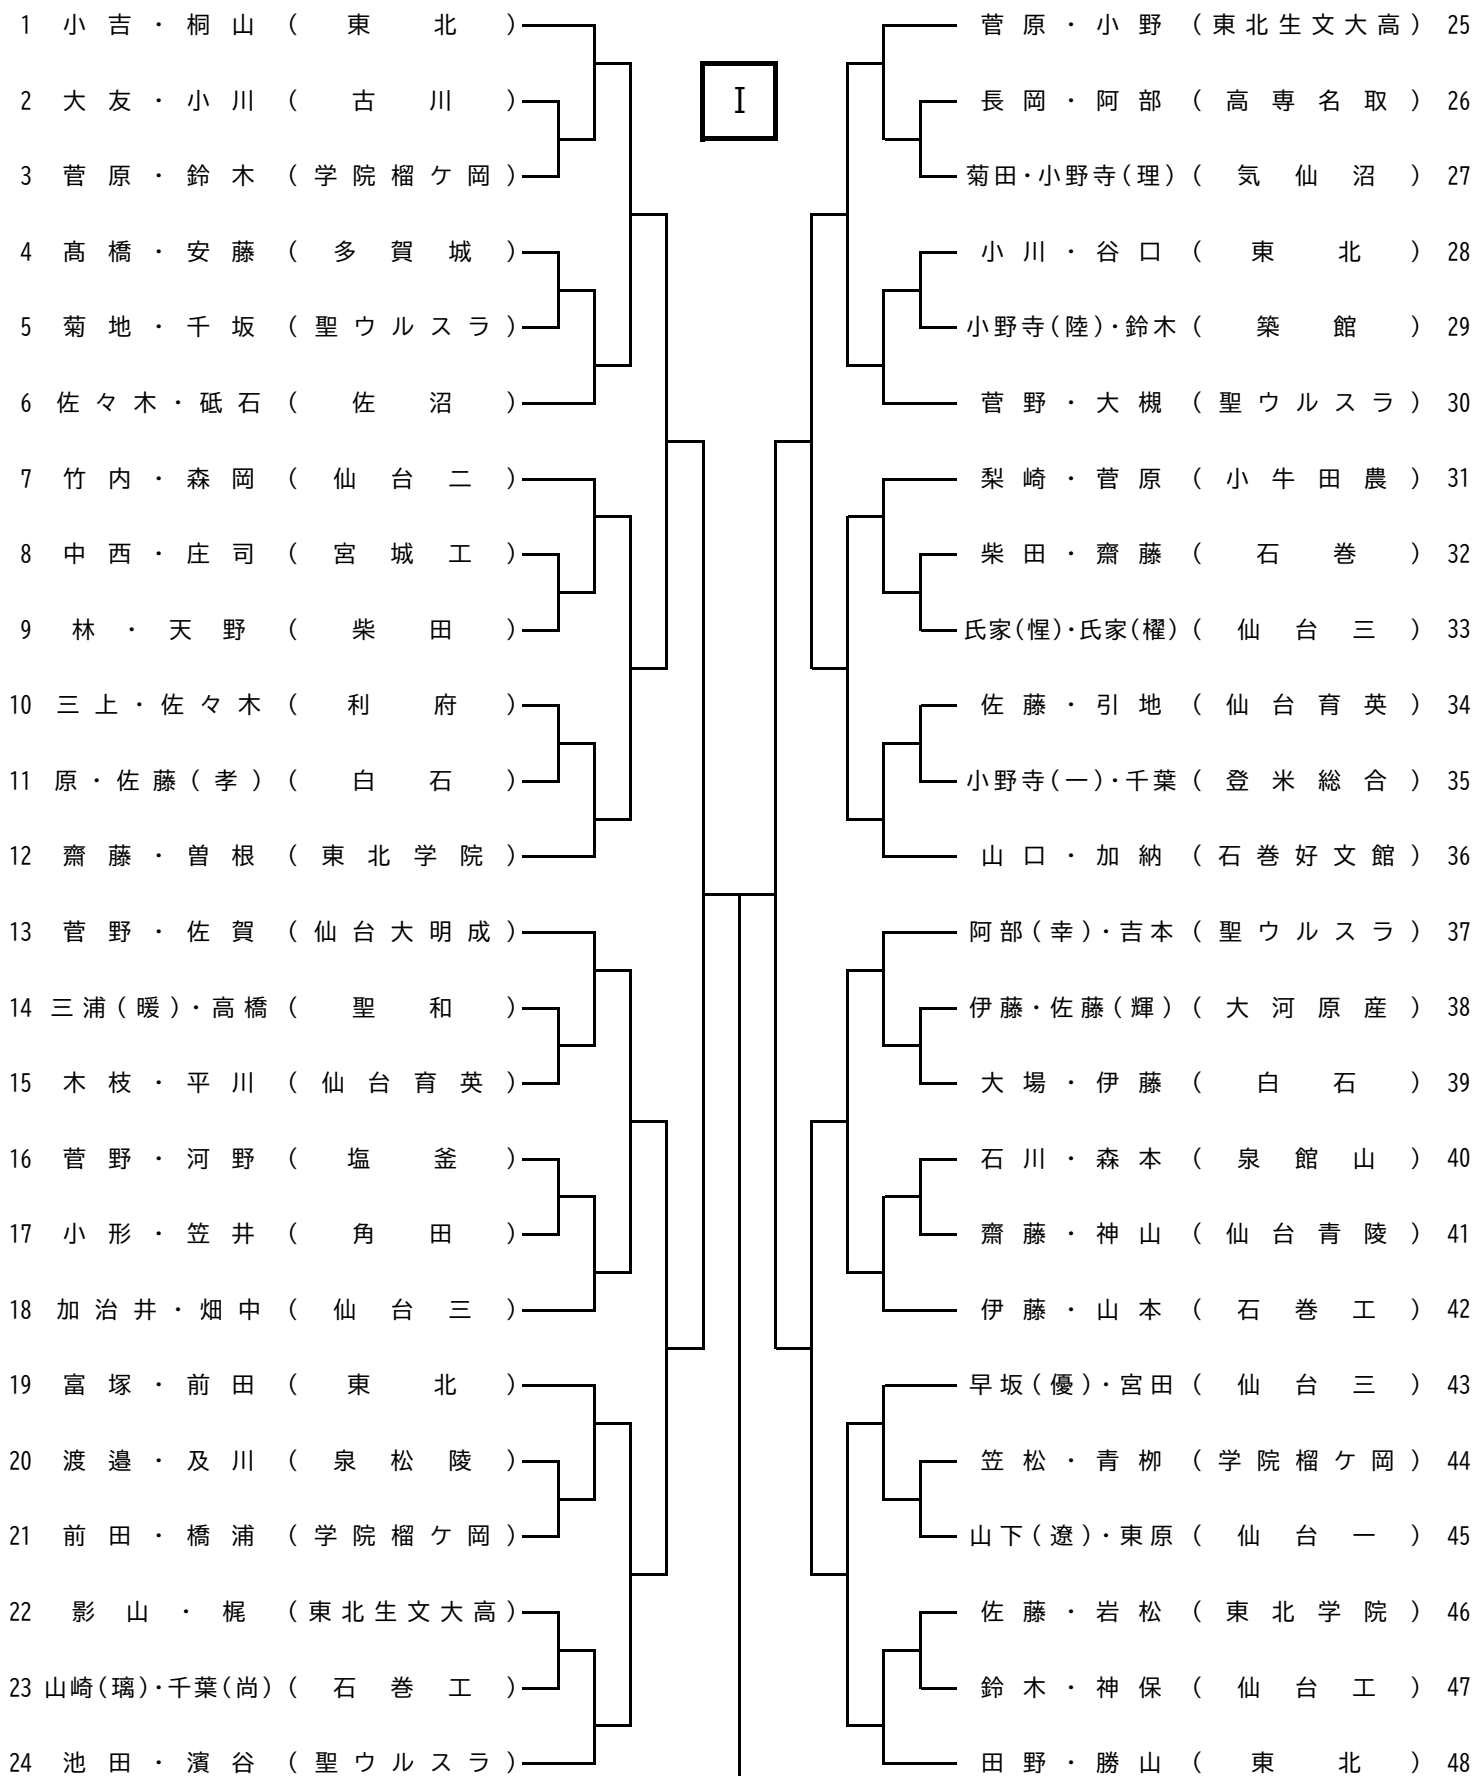 1 小吉・桐山 (東北)
2 大友・小川 (古川)
3 菅原・鈴木 (学院榴ケ岡)
4 髙橋・安藤 (多賀城)
5 菊地・千坂 (聖ウルスラ)
6 佐々木・砥石 (佐沼)
7 竹内・森岡 (仙台二)
8 中西・庄司 (宮城工)
9 林・天野 (柴田)
10 三上・佐々木 (利府)
11 原・佐藤(孝) (白石)
12 齋藤・曽根 (東北学院)
13 菅野・佐賀 (仙台大明成)
14 三浦(暖)・高橋 (聖和)
15 木枝・平川 (仙台育英)
16 菅野・河野 (塩釜)
17 小形・笠井 (角田)
18 加治井・畑中 (仙台三)
19 富塚・前田 (東北)
20 渡邉・及川 (泉松陵)
21 前田・橋浦 (学院榴ケ岡)
22 影山・梶 (東北生文大高)
23 山崎(璃)・千葉(尚) (石巻工)
24 池田・濱谷 (聖ウルスラ)
I
菅原・小野 (東北生文大高) 25
長岡・阿部 (高専名取) 26
菊田・小野寺(理) (気仙沼) 27
小川・谷口 (東北) 28
小野寺(陸)・鈴木 (築館) 29
菅野・大槻 (聖ウルスラ) 30
梨崎・菅原 (小牛田農) 31
柴田・齋藤 (石巻) 32
氏家(惺)・氏家(櫂) (仙台三) 33
佐藤・引地 (仙台育英) 34
小野寺(一)・千葉 (登米総合) 35
山口・加納 (石巻好文館) 36
阿部(幸)・吉本 (聖ウルスラ) 37
伊藤・佐藤(輝) (大河原産) 38
大場・伊藤 (白石) 39
石川・森本 (泉館山) 40
齋藤・神山 (仙台青陵) 41
伊藤・山本 (石巻工) 42
早坂(優)・宮田 (仙台三) 43
笠松・青栁 (学院榴ケ岡) 44
山下(遼)・東原 (仙台一) 45
佐藤・岩松 (東北学院) 46
鈴木・神保 (仙台工) 47
田野・勝山 (東北) 48